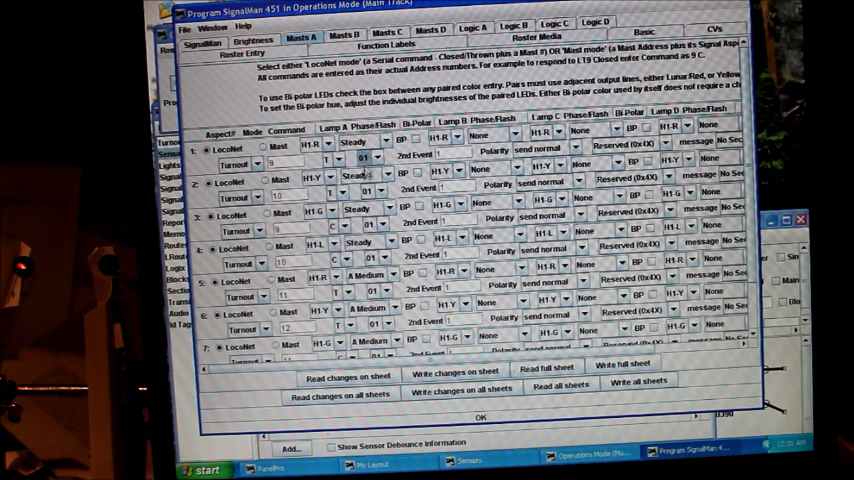 Program SignalMan 451 in Operations Mode (Main Track)
File Window Help
SignalMan Brightness Masts A Masts B Masts C Masts D Logic A Logic B Logic C Logic D
Roster Entry Function Labels Roster Media Basic CVs
Select either 'LocoNet mode' (a Serial command - Closed/Thrown plus a Mast #) OR 'Mast mode' (a Mast Address plus its Signal Aspe
All commands are entered as their actual Address numbers. For example to respond to LT9 Closed enter Command as 9 C.
To use Bi-polar LEDs check the box between any paired color entry. Pairs must use adjacent output lines, either Lunar/Red, or Yellow
To set the Bi-polar hue, adjust the individual brightnesses of the paired LEDs. Either Bi-polar color used by itself does not require a ch
Aspect# Mode Command Lamp A Phase/Flash Bi-Polar Lamp B Phase/Flash Lamp C Phase/Flash Bi-Polar Lamp D Phase/Flash
1: LocoNet Mast H1-R Steady BP H1-R None H1-R None BP H1-R None
Turnout 9 T 01 2nd Event 1 Polarity send normal Reserved (0x4X) message No Sec
2: LocoNet Mast H1-Y Steady BP H1-Y None H1-Y None BP H1-Y None
Turnout 10 T 01 2nd Event 1 Polarity send normal Reserved (0x4X) message No Se
3: LocoNet Mast H1-G Steady BP H1-G None H1-G None BP H1-G None
Turnout 9 C 01 2nd Event 1 Polarity send normal Reserved (0x4X) message No Se
4: LocoNet Mast H1-L Steady BP H1-L None H1-L None BP H1-L None
Turnout 10 C 01 2nd Event 1 Polarity send normal Reserved (0x4X) message No Se
5: LocoNet Mast H1-R A Medium BP H1-R None H1-R None BP H1-R None
Turnout 11 T 01 2nd Event 1 Polarity send normal Reserved (0x4X) message No Se
6: LocoNet Mast H1-Y A Medium BP H1-Y None H1-Y None BP H1-Y None
Turnout 12 T 01 2nd Event 1 Polarity send normal Reserved (0x4X) message No Se
7: LocoNet Mast H1-G A Medium BP H1-G None H1-G None BP H1-G None
Read changes on sheet Write changes on sheet Read full sheet Write full sheet
Read changes on all sheets Write changes on all sheets Read all sheets Write all sheets
OK
Add... Show Sensor Debounce Information
start PanelPro My Layout Sensors Operations Mode (Ma... Program SignalMan 4... 12:31 AM